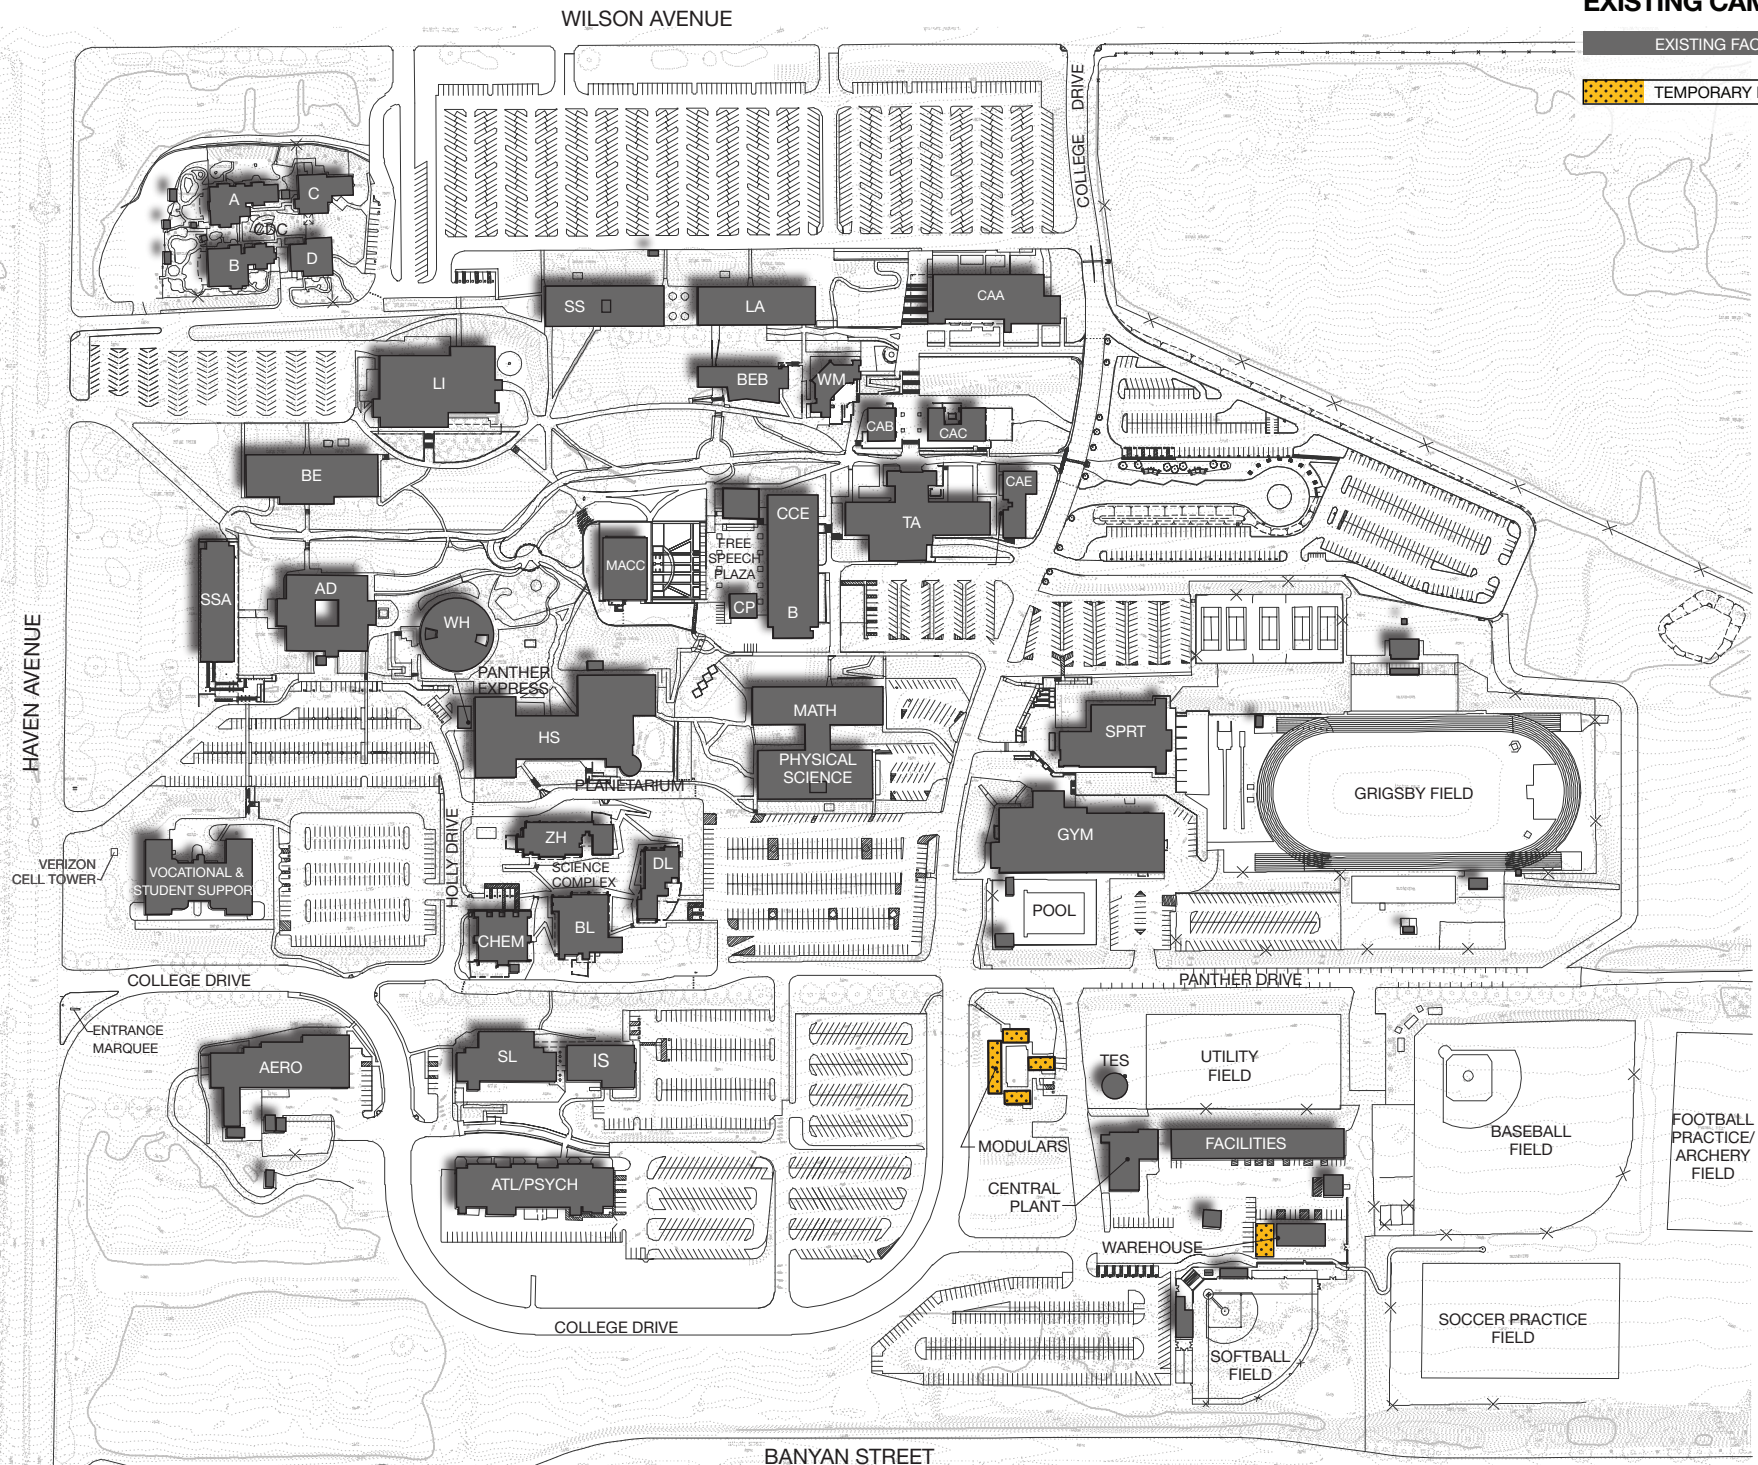 WILSON AVENUE
EXISTING
EXISTING
TEMPORARY
COLLEGE DRIVE
A
C
B
D
SS
LA
CAA
LI
BEB
WM
CAB
CAC
BE
CAE
CCE
TA
FREE
SPEECH
PLAZA
MACC
SSA
AD
CP
B
WH
HAVEN AVENUE
PANTHER
EXPRESS
MATH
HS
SPRT
PHYSICAL
SCIENCE
PLANETARIUM
GRIGSBY FIELD
HOLLY DRIVE
ZH
GYM
DL
VERIZON
CELL TOWER
VOCATIONAL &
STUDENT SUPPOR
SCIENCE
COMPLEX
POOL
CHEM
BL
COLLEGE DRIVE
PANTHER DRIVE
ENTRANCE
MARQUEE
AERO
SL
IS
TES
UTILITY
FIELD
MODULARS
FACILITIES
BASEBALL
FIELD
FOOTBALL
PRACTICE/
ARCHERY
FIELD
ATL/PSYCH
CENTRAL
PLANT
WAREHOUSE
COLLEGE DRIVE
SOCCER PRACTICE
FIELD
SOFTBALL
FIELD
BANYAN STREET